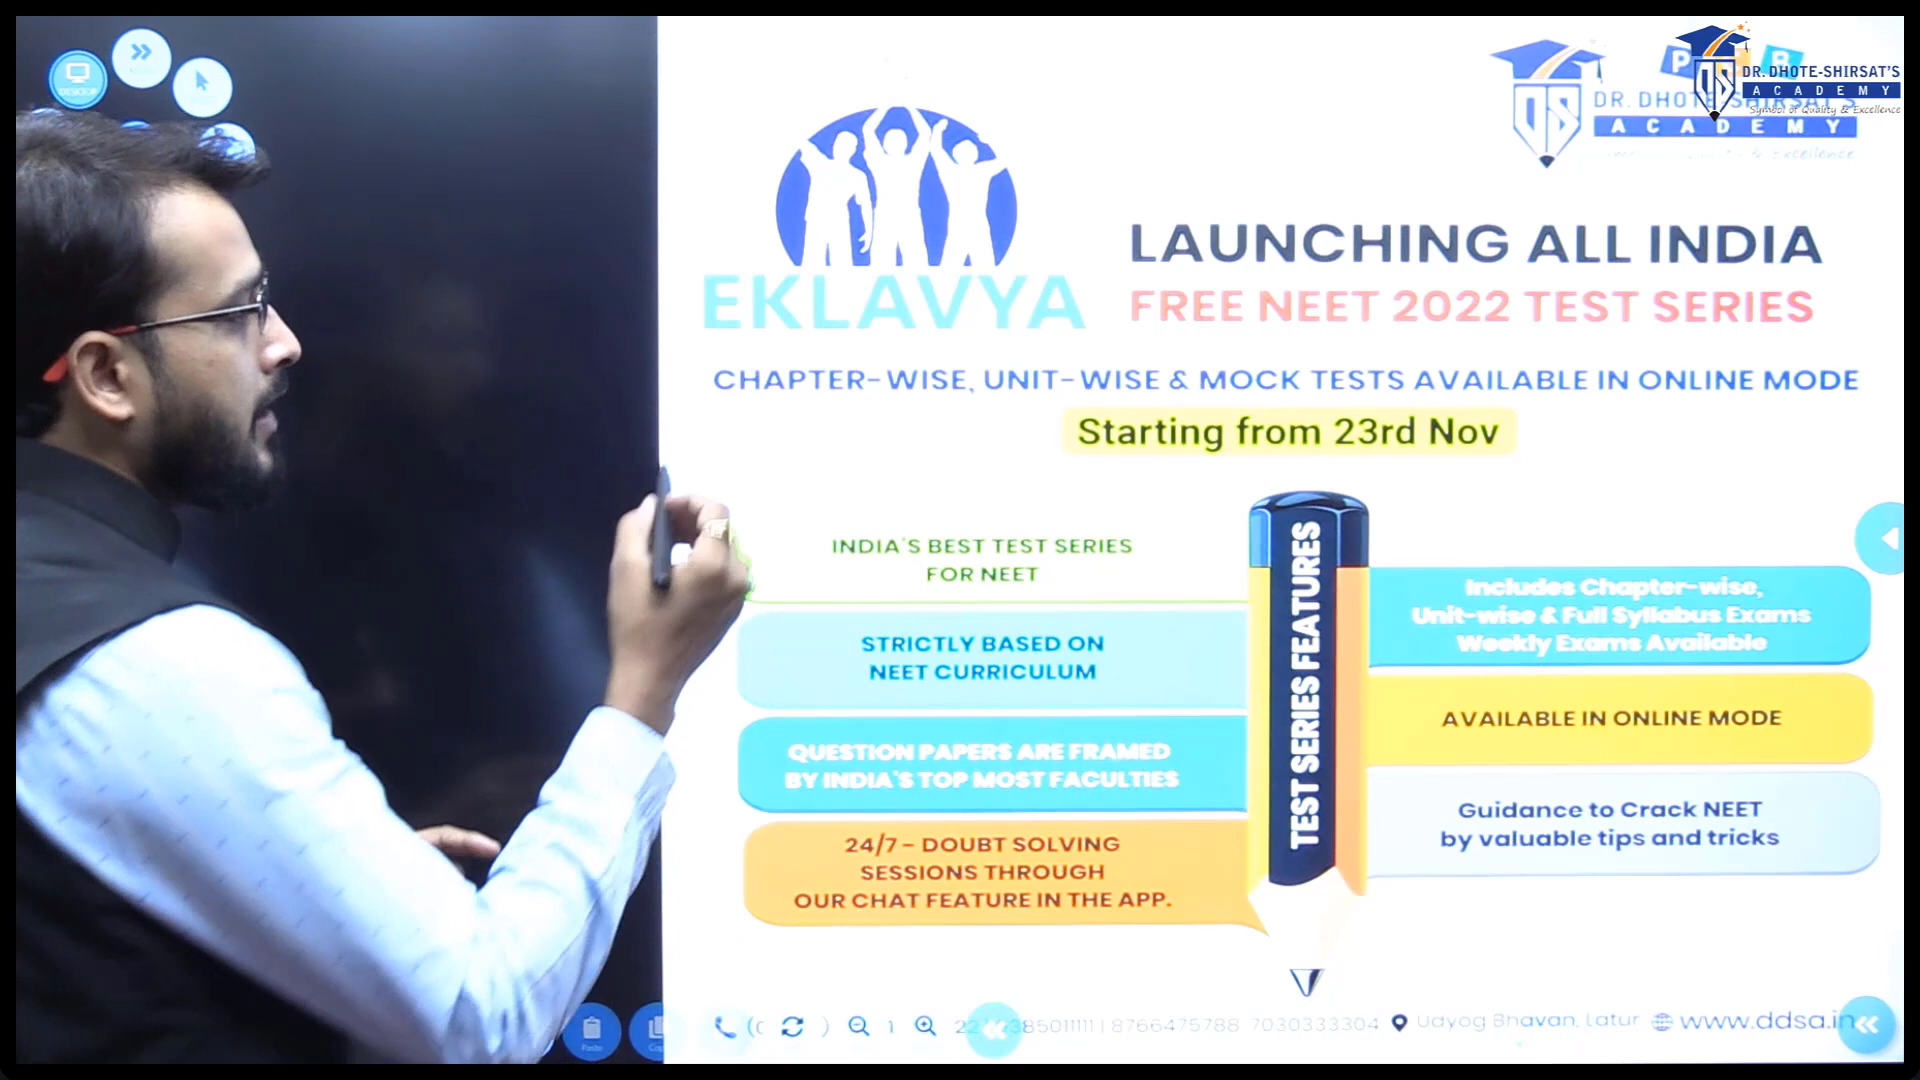 DESKTOP
P
B
DR. DHOTE-SHIRSAT'S
ACADEMY
Symbol of Quality & Excellence
DR. DHOTE-SHIRSAT'S
ACADEMY
& Excellence
EKLAVYA
LAUNCHING ALL INDIA
FREE NEET 2022 TEST SERIES
CHAPTER-WISE, UNIT-WISE & MOCK TESTS AVAILABLE IN ONLINE MODE
Starting from 23rd Nov
INDIA'S BEST TEST SERIES
FOR NEET
STRICTLY BASED ON
NEET CURRICULUM
QUESTION PAPERS ARE FRAMED
BY INDIA'S TOP MOST FACULTIES
24/7 - DOUBT SOLVING
SESSIONS THROUGH
OUR CHAT FEATURE IN THE APP.
TEST SERIES FEATURES
Includes Chapter-wise,
Unit-wise & Full Syllabus Exams
Weekly Exams Available
AVAILABLE IN ONLINE MODE
Guidance to Crack NEET
by valuable tips and tricks
Paste
1 | 8766475788 7030333304 Udyog Bhavan, Latur www.ddsa.in